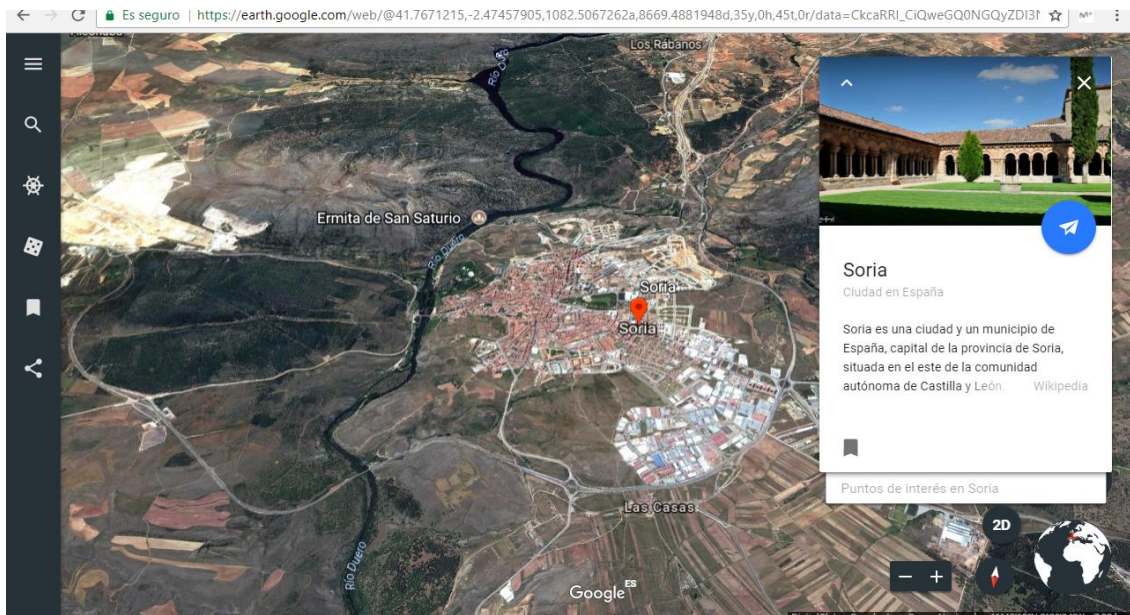 Es seguro | https://earth.google.com/web/@41.7671215,-2.47457905,1082.5067262a,8669.4881948d,35y,0h,45t,0r/data=CkcaRRI_CiQweGQ0NGQyZDI3M
Los Rábanos
Río Duero
Ermita de San Saturio
Río Duero
Soria
Soria
Las Casas
Río Duero
Google ES
Soria
Ciudad en España
Soria es una ciudad y un municipio de
España, capital de la provincia de Soria,
situada en el este de la comunidad
autónoma de Castilla y León. Wikipedia
Puntos de interés en Soria
2D